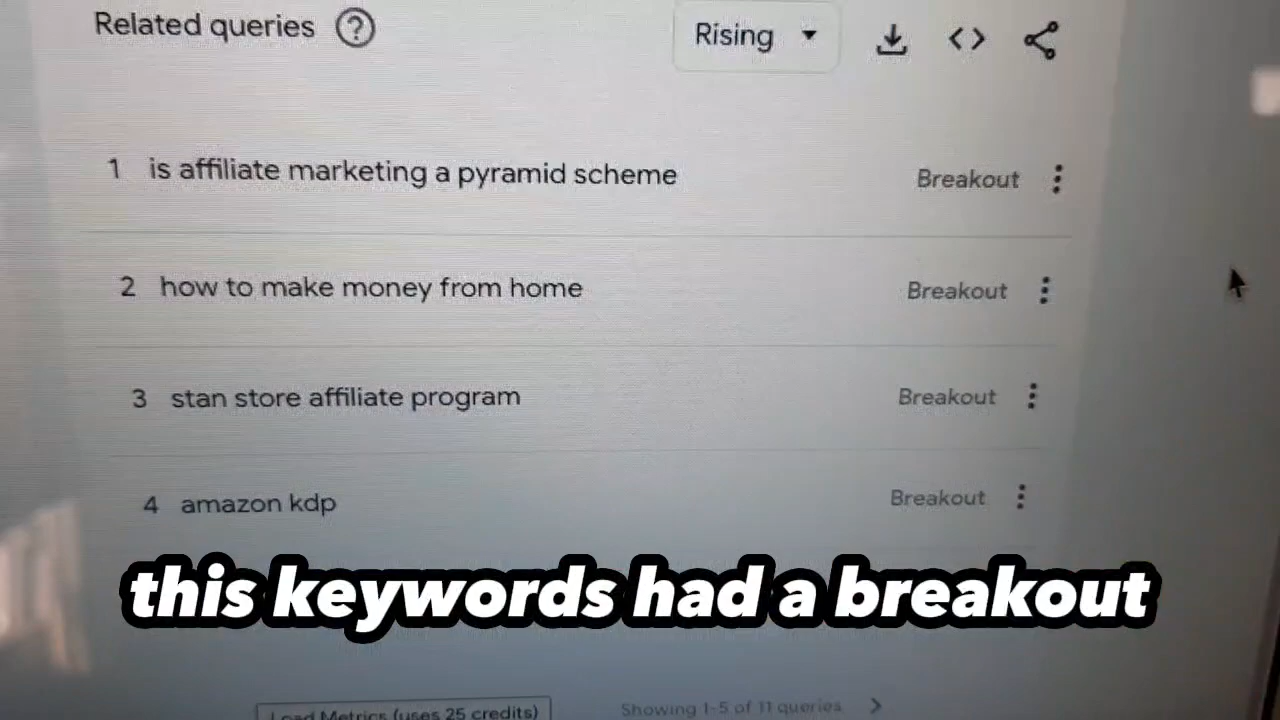 Related queries
Rising
1 is affiliate marketing a pyramid scheme Breakout
2 how to make money from home Breakout
3 stan store affiliate program Breakout
4 amazon kdp Breakout
this keywords had a breakout
Load Metrics (uses 25 credits) Showing 1-5 of 11 queries